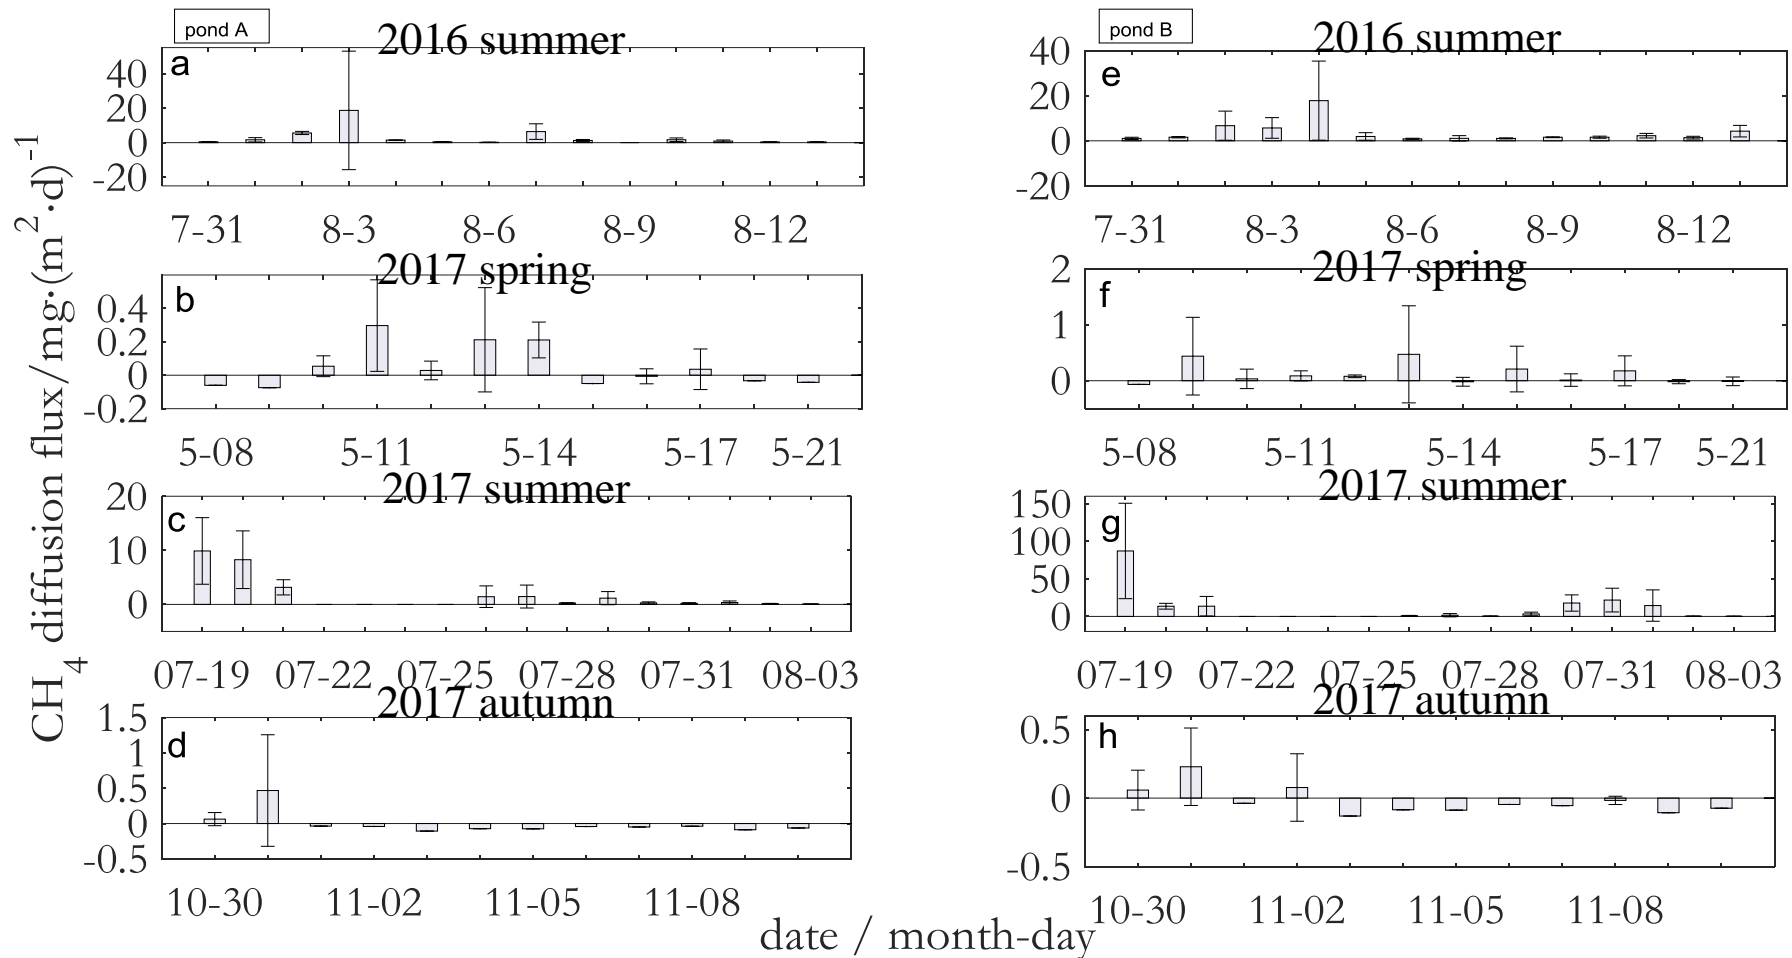 pond A
2016 summer
a
40
20
0
-20
7-31 8-3 8-6 8-9 8-12
2017 spring
b
0.4
0.2
0
-0.2
5-08 5-11 5-14 5-17 5-21
2017 summer
c
20
10
0
07-19 07-22 07-25 07-28 07-31 08-03
2017 autumn
d
1.5
1
0.5
0
-0.5
10-30 11-02 11-05 11-08
pond B
2016 summer
e
40
20
0
-20
7-31 8-3 8-6 8-9 8-12
2017 spring
f
2
1
0
5-08 5-11 5-14 5-17 5-21
2017 summer
g
150
100
50
0
07-19 07-22 07-25 07-28 07-31 08-03
2017 autumn
h
0.5
0
-0.5
10-30 11-02 11-05 11-08
CH₄ diffusion flux/mg·(m²·d)⁻¹
date / month-day